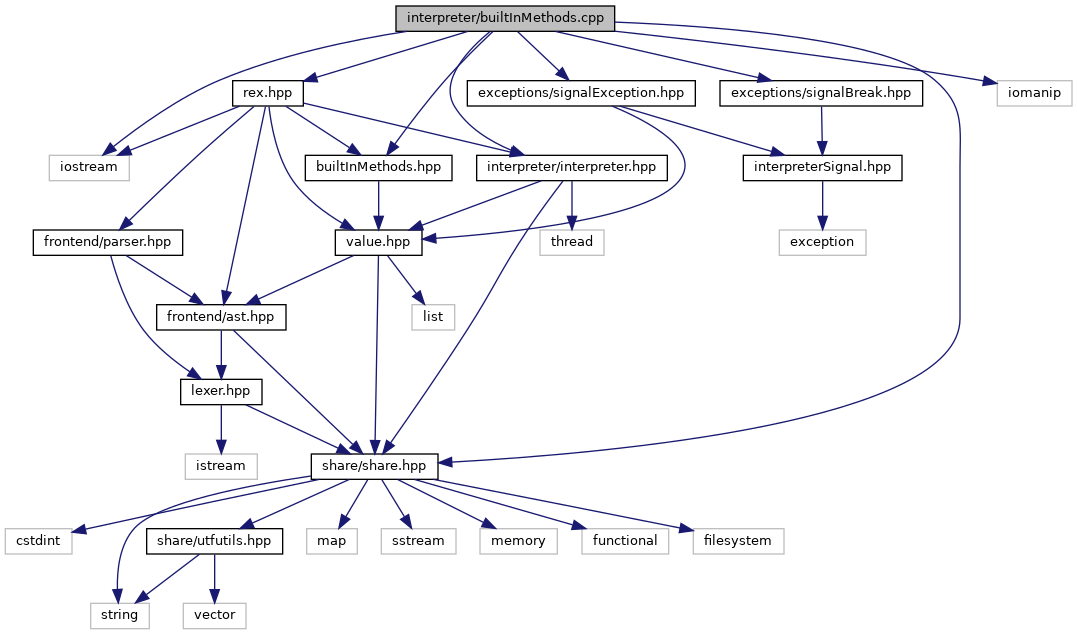 interpreter/builtInMethods.cpp
rex.hpp
exceptions/signalException.hpp
exceptions/signalBreak.hpp
iomanip
iostream
builtInMethods.hpp
interpreter/interpreter.hpp
interpreterSignal.hpp
frontend/parser.hpp
value.hpp
thread
exception
frontend/ast.hpp
list
lexer.hpp
istream
share/share.hpp
cstdint
share/utfutils.hpp
map
sstream
memory
functional
filesystem
string
vector